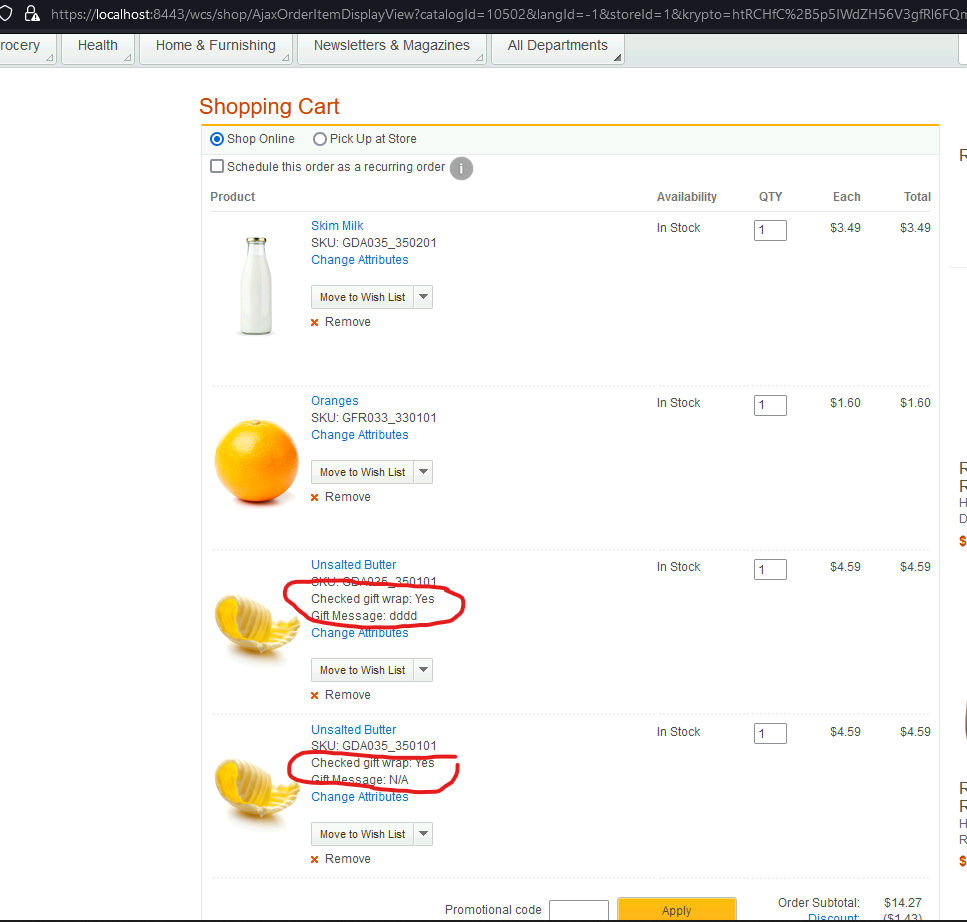 https://localhost:8443/wcs/shop/AjaxOrderItemDisplayView?catalogId=10502&langId=-1&storeId=1&krypto=htRCHfC%2B5p5IWdZH56V3gfRl6FQm
rocery Health Home & Furnishing Newsletters & Magazines All Departments
Shopping Cart
Shop Online Pick Up at Store
Schedule this order as a recurring order i
Product Availability QTY Each Total
Skim Milk In Stock 1 $3.49 $3.49
SKU: GDA035_350201
Change Attributes
Move to Wish List
Remove
Oranges In Stock 1 $1.60 $1.60
SKU: GFR033_330101
Change Attributes
Move to Wish List
Remove
Unsalted Butter In Stock 1 $4.59 $4.59
SKU: GDA035_350101
Checked gift wrap: Yes
Gift Message: dddd
Change Attributes
Move to Wish List
Remove
Unsalted Butter In Stock 1 $4.59 $4.59
SKU: GDA035_350101
Checked gift wrap: Yes
Gift Message: N/A
Change Attributes
Move to Wish List
Remove
Promotional code Apply Order Subtotal: $14.27
Discount: ($1.43)